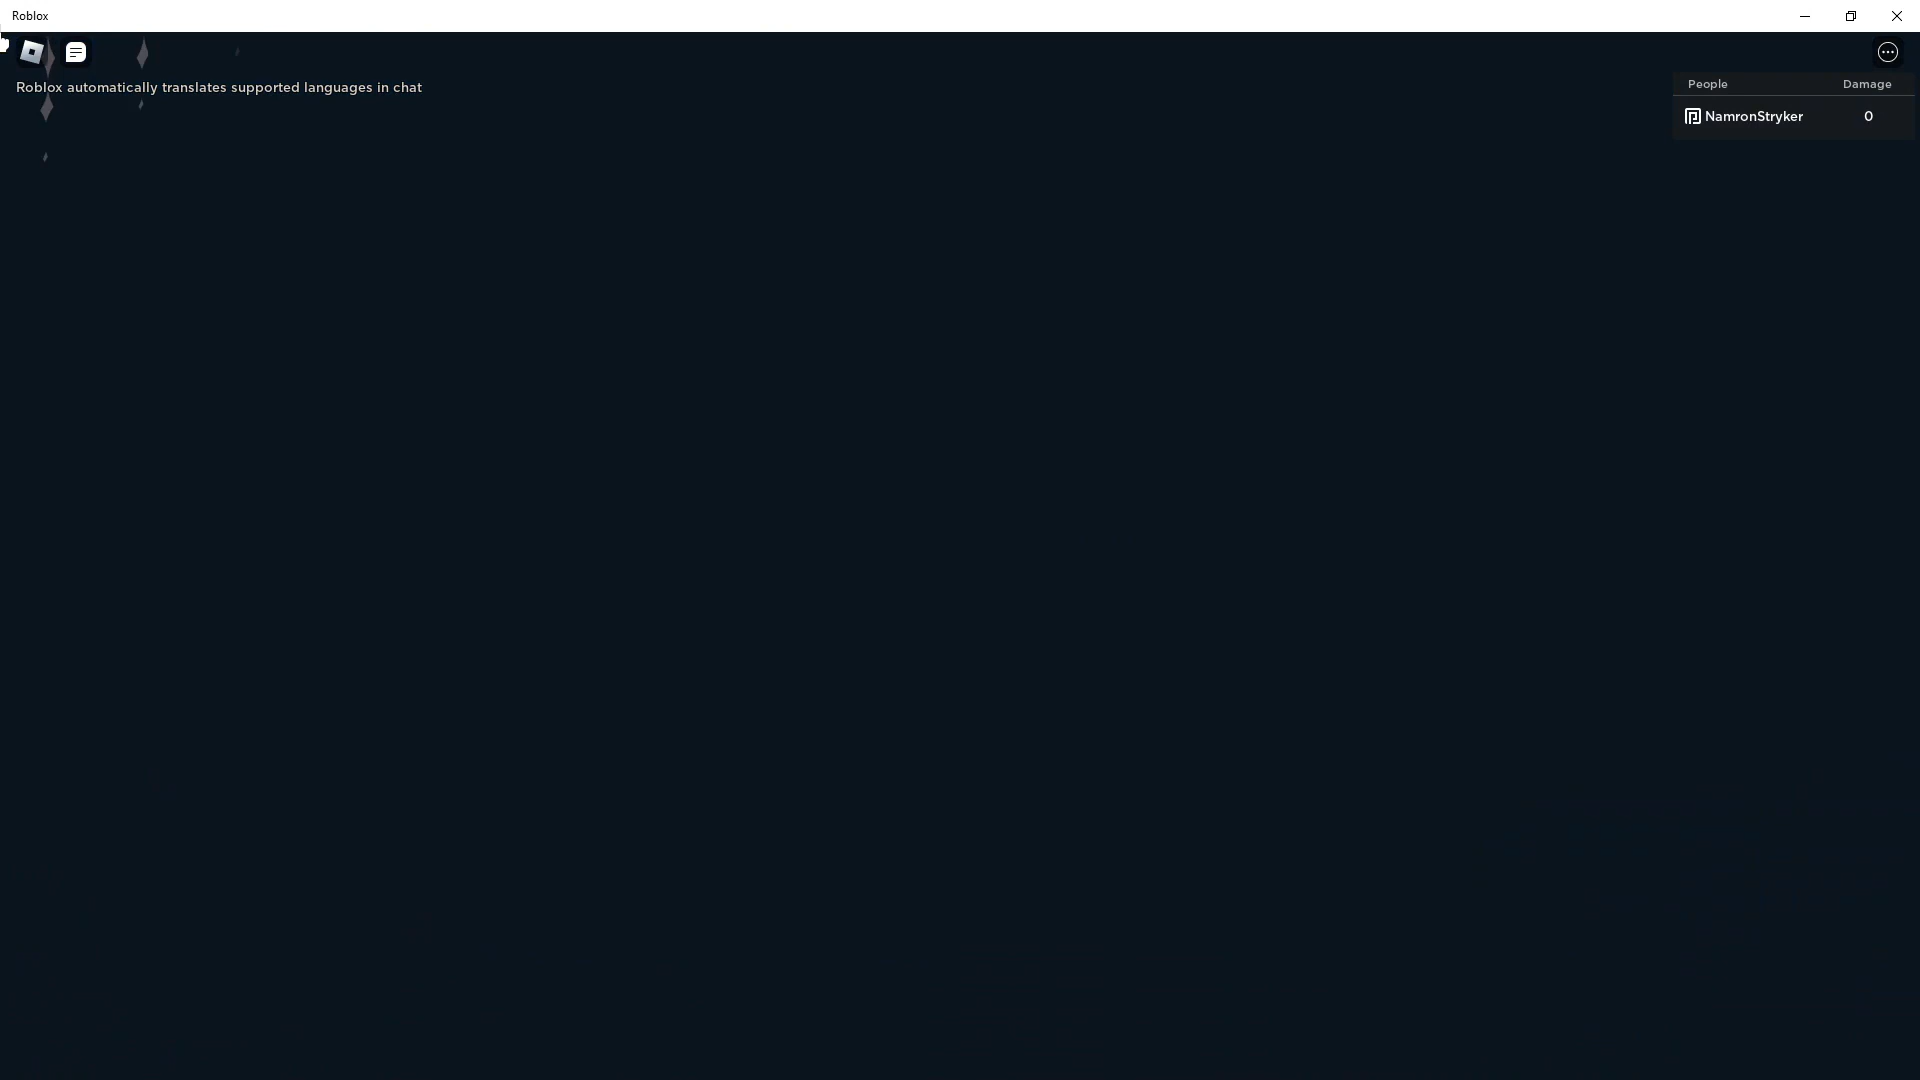 Roblox
Roblox automatically translates supported languages in chat
People Damage
NamronStryker 0